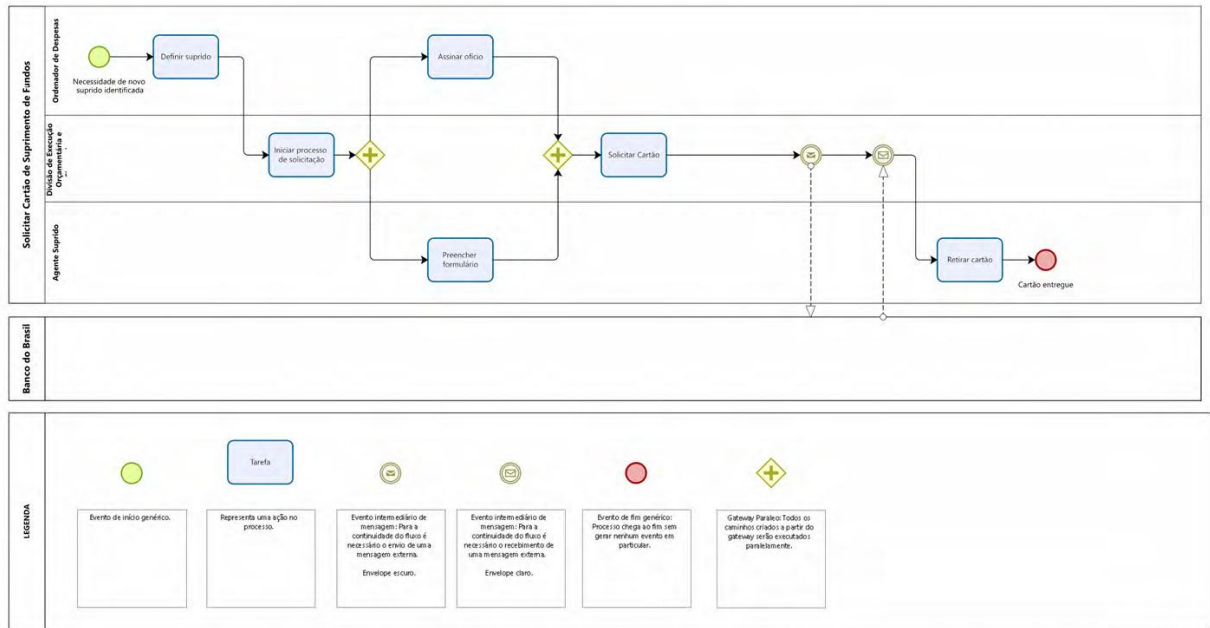 Solicitar Cartão de Suprimento de Fundos
Ordenador de Despesas
Necessidade de novo
suprido identificada
Definir suprido
Assinar ofício
Divisão de Execução
Orçamentária e
Iniciar processo
de solicitação
Solicitar Cartão
Agente Suprido
Preencher
formulário
Retirar cartão
Cartão entregue
Banco do Brasil
LEGENDA
Tarefa
Evento de início genérico.
Representa uma ação no
processo.
Evento intermediário de
mensagem: Para a
continuidade do fluxo é
necessário o envio de uma
mensagem externa.
Envelope escuro.
Evento intermediário de
mensagem: Para a
continuidade do fluxo é
necessário o recebimento de
uma mensagem externa.
Envelope claro.
Evento de fim genérico:
Processo chega ao fim sem
gerar nenhum evento em
particular.
Gateway Paraleo: Todos os
caminhos criados a partir do
gateway serão executados
paralelamente.